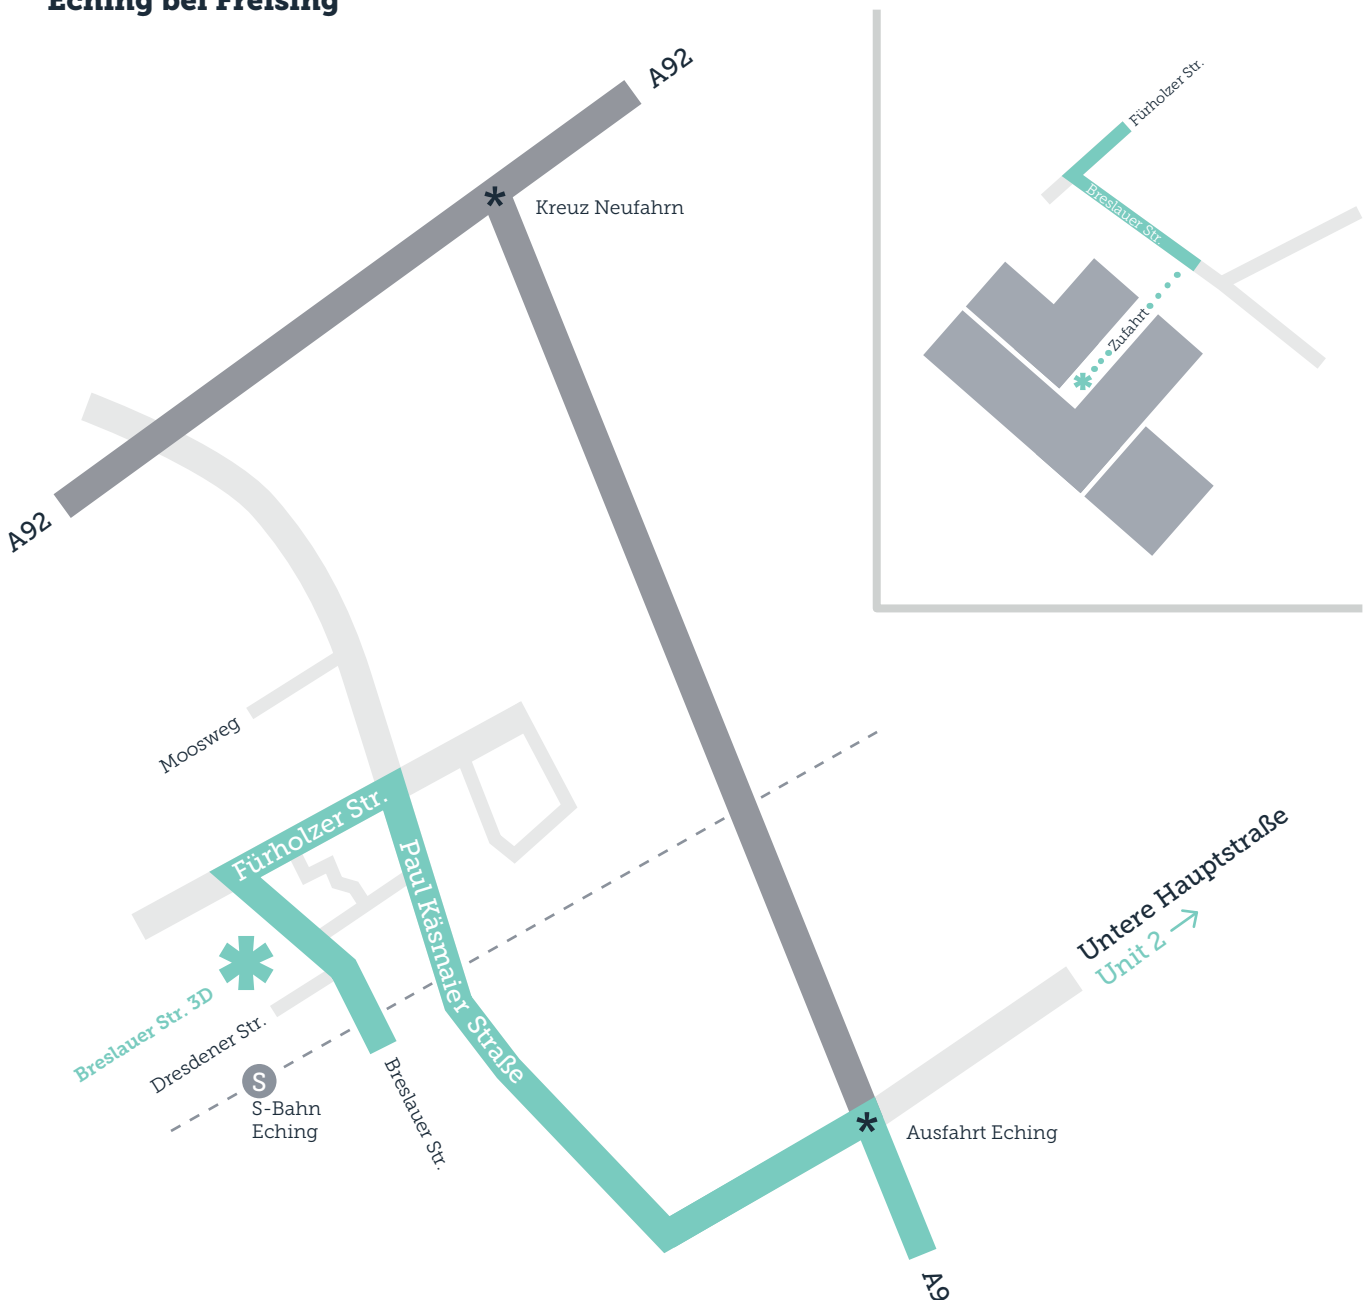 Eching bei Freising
A92
Fürholzer Str.
Breslauer Str.
Kreuz Neufahrn
Zufahrt
A92
Moosweg
Fürholzer Str.
Paul Käsmaier Straße
Untere Hauptstraße
Unit 2
Breslauer Str. 3D
Dresdener Str.
S
S-Bahn
Eching
Breslauer Str.
Ausfahrt Eching
A9